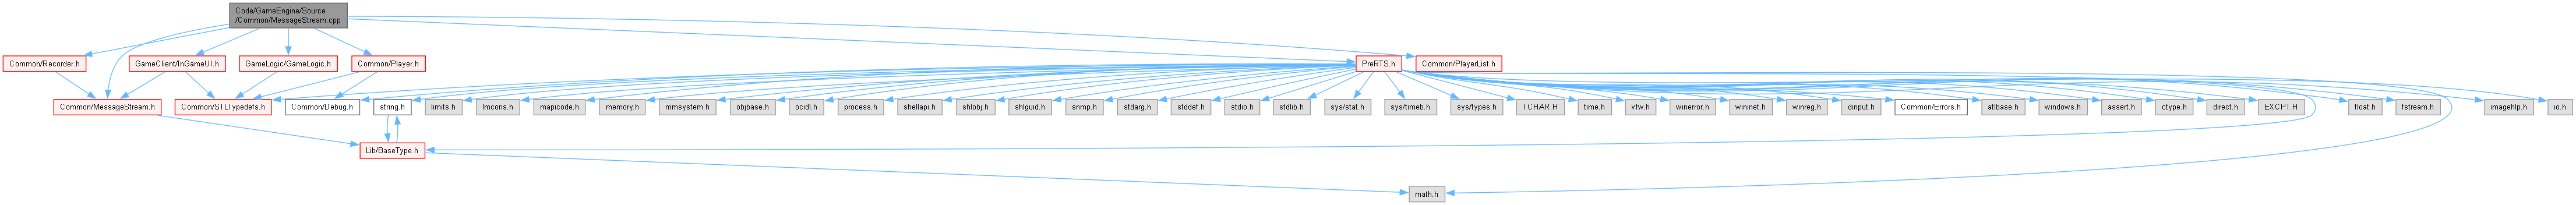 Code/GameEngine/Source
/Common/MessageStream.cpp
Common/Recorder.h
GameClient/InGameUI.h
GameLogic/GameLogic.h
Common/Player.h
PreRTS.h
Common/PlayerList.h
Common/MessageStream.h
Common/STLTypedefs.h
Common/Debug.h
string.h
limits.h
lmcons.h
mapicode.h
memory.h
mmsystem.h
objbase.h
ocidl.h
process.h
shellapi.h
shlobj.h
shlguid.h
snmp.h
stdarg.h
stddef.h
stdio.h
stdlib.h
sys/stat.h
sys/timeb.h
sys/types.h
TCHAR.H
time.h
vfw.h
winerror.h
wininet.h
winreg.h
dinput.h
Common/Errors.h
atlbase.h
windows.h
assert.h
ctype.h
direct.h
EXCPT.H
float.h
fstream.h
imagehlp.h
io.h
Lib/BaseType.h
math.h